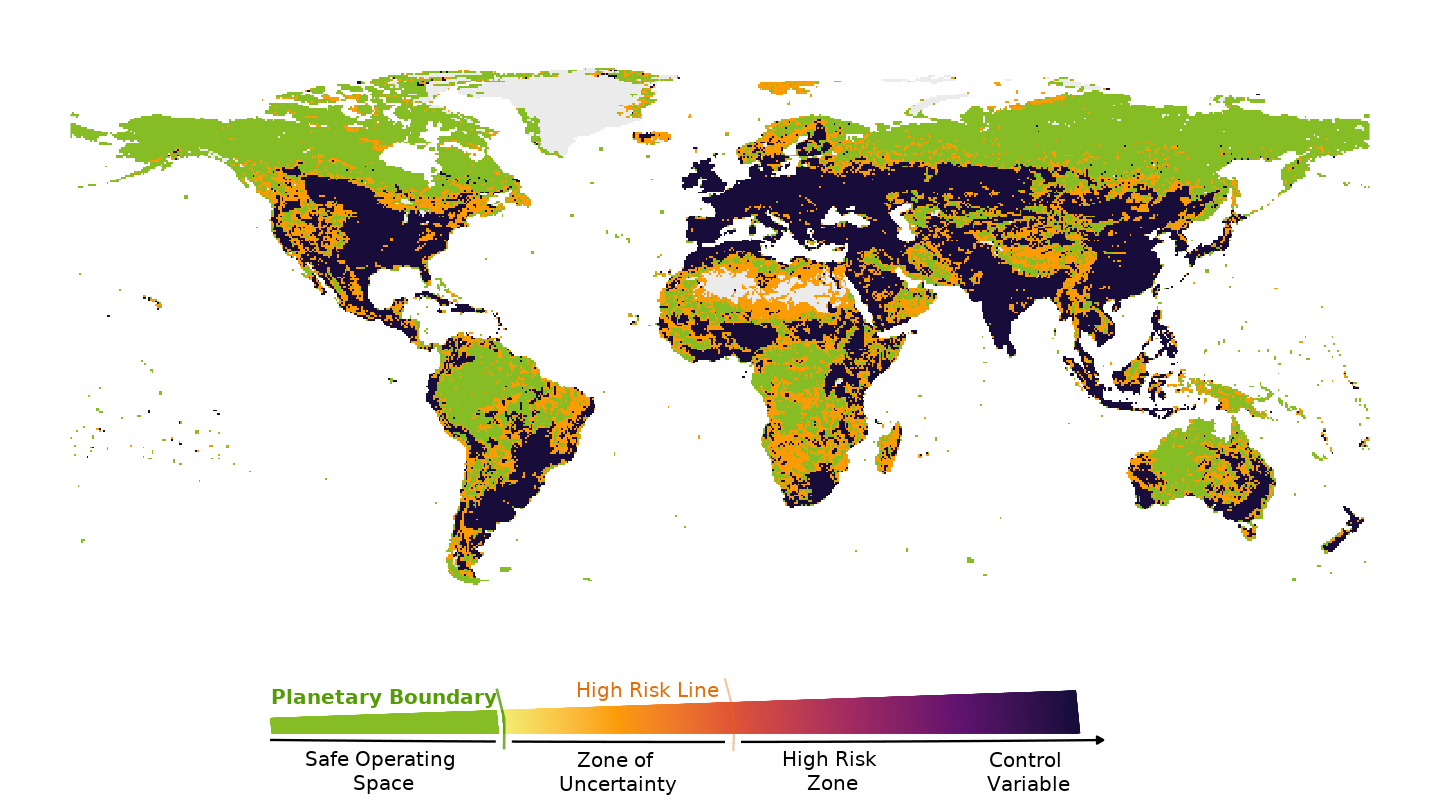 Planetary Boundary
High Risk Line
Safe Operating
Space
Zone of
Uncertainty
High Risk
Zone
Control
Variable